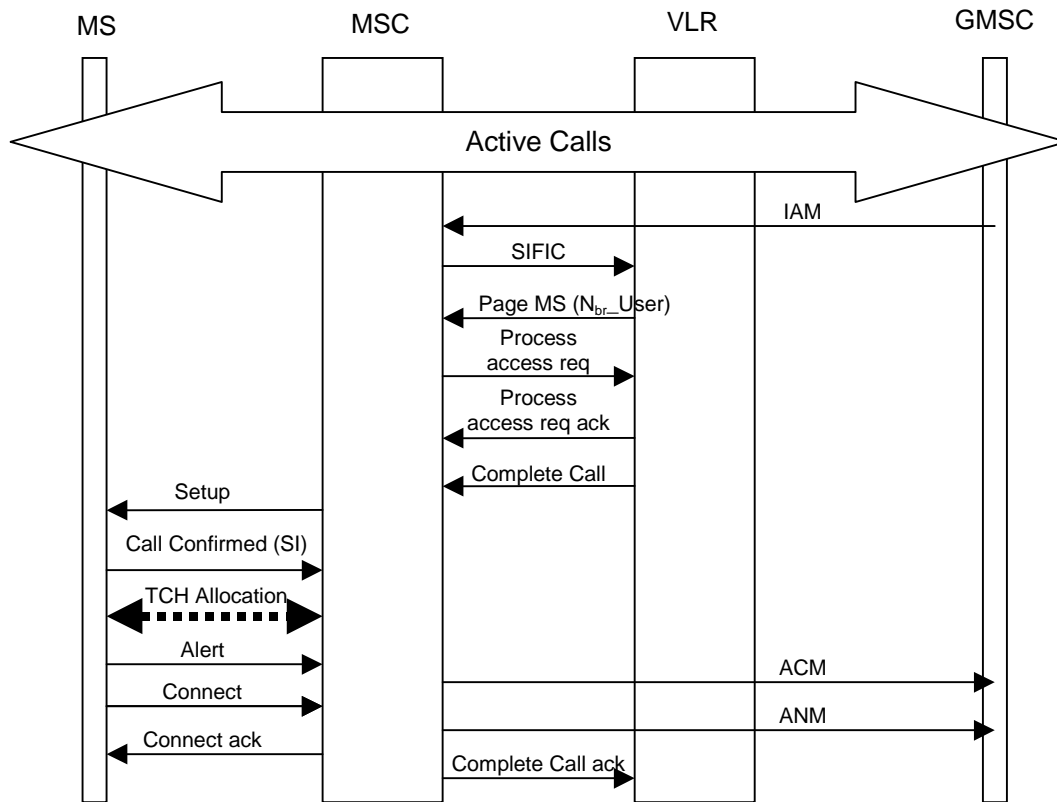 MS
MSC
VLR
GMSC
Active Calls
IAM
SIFIC
Page MS (Nbr_User)
Process
access req
Process
access req ack
Complete Call
Setup
Call Confirmed (SI)
TCH Allocation
Alert
ACM
Connect
ANM
Connect ack
Complete Call ack